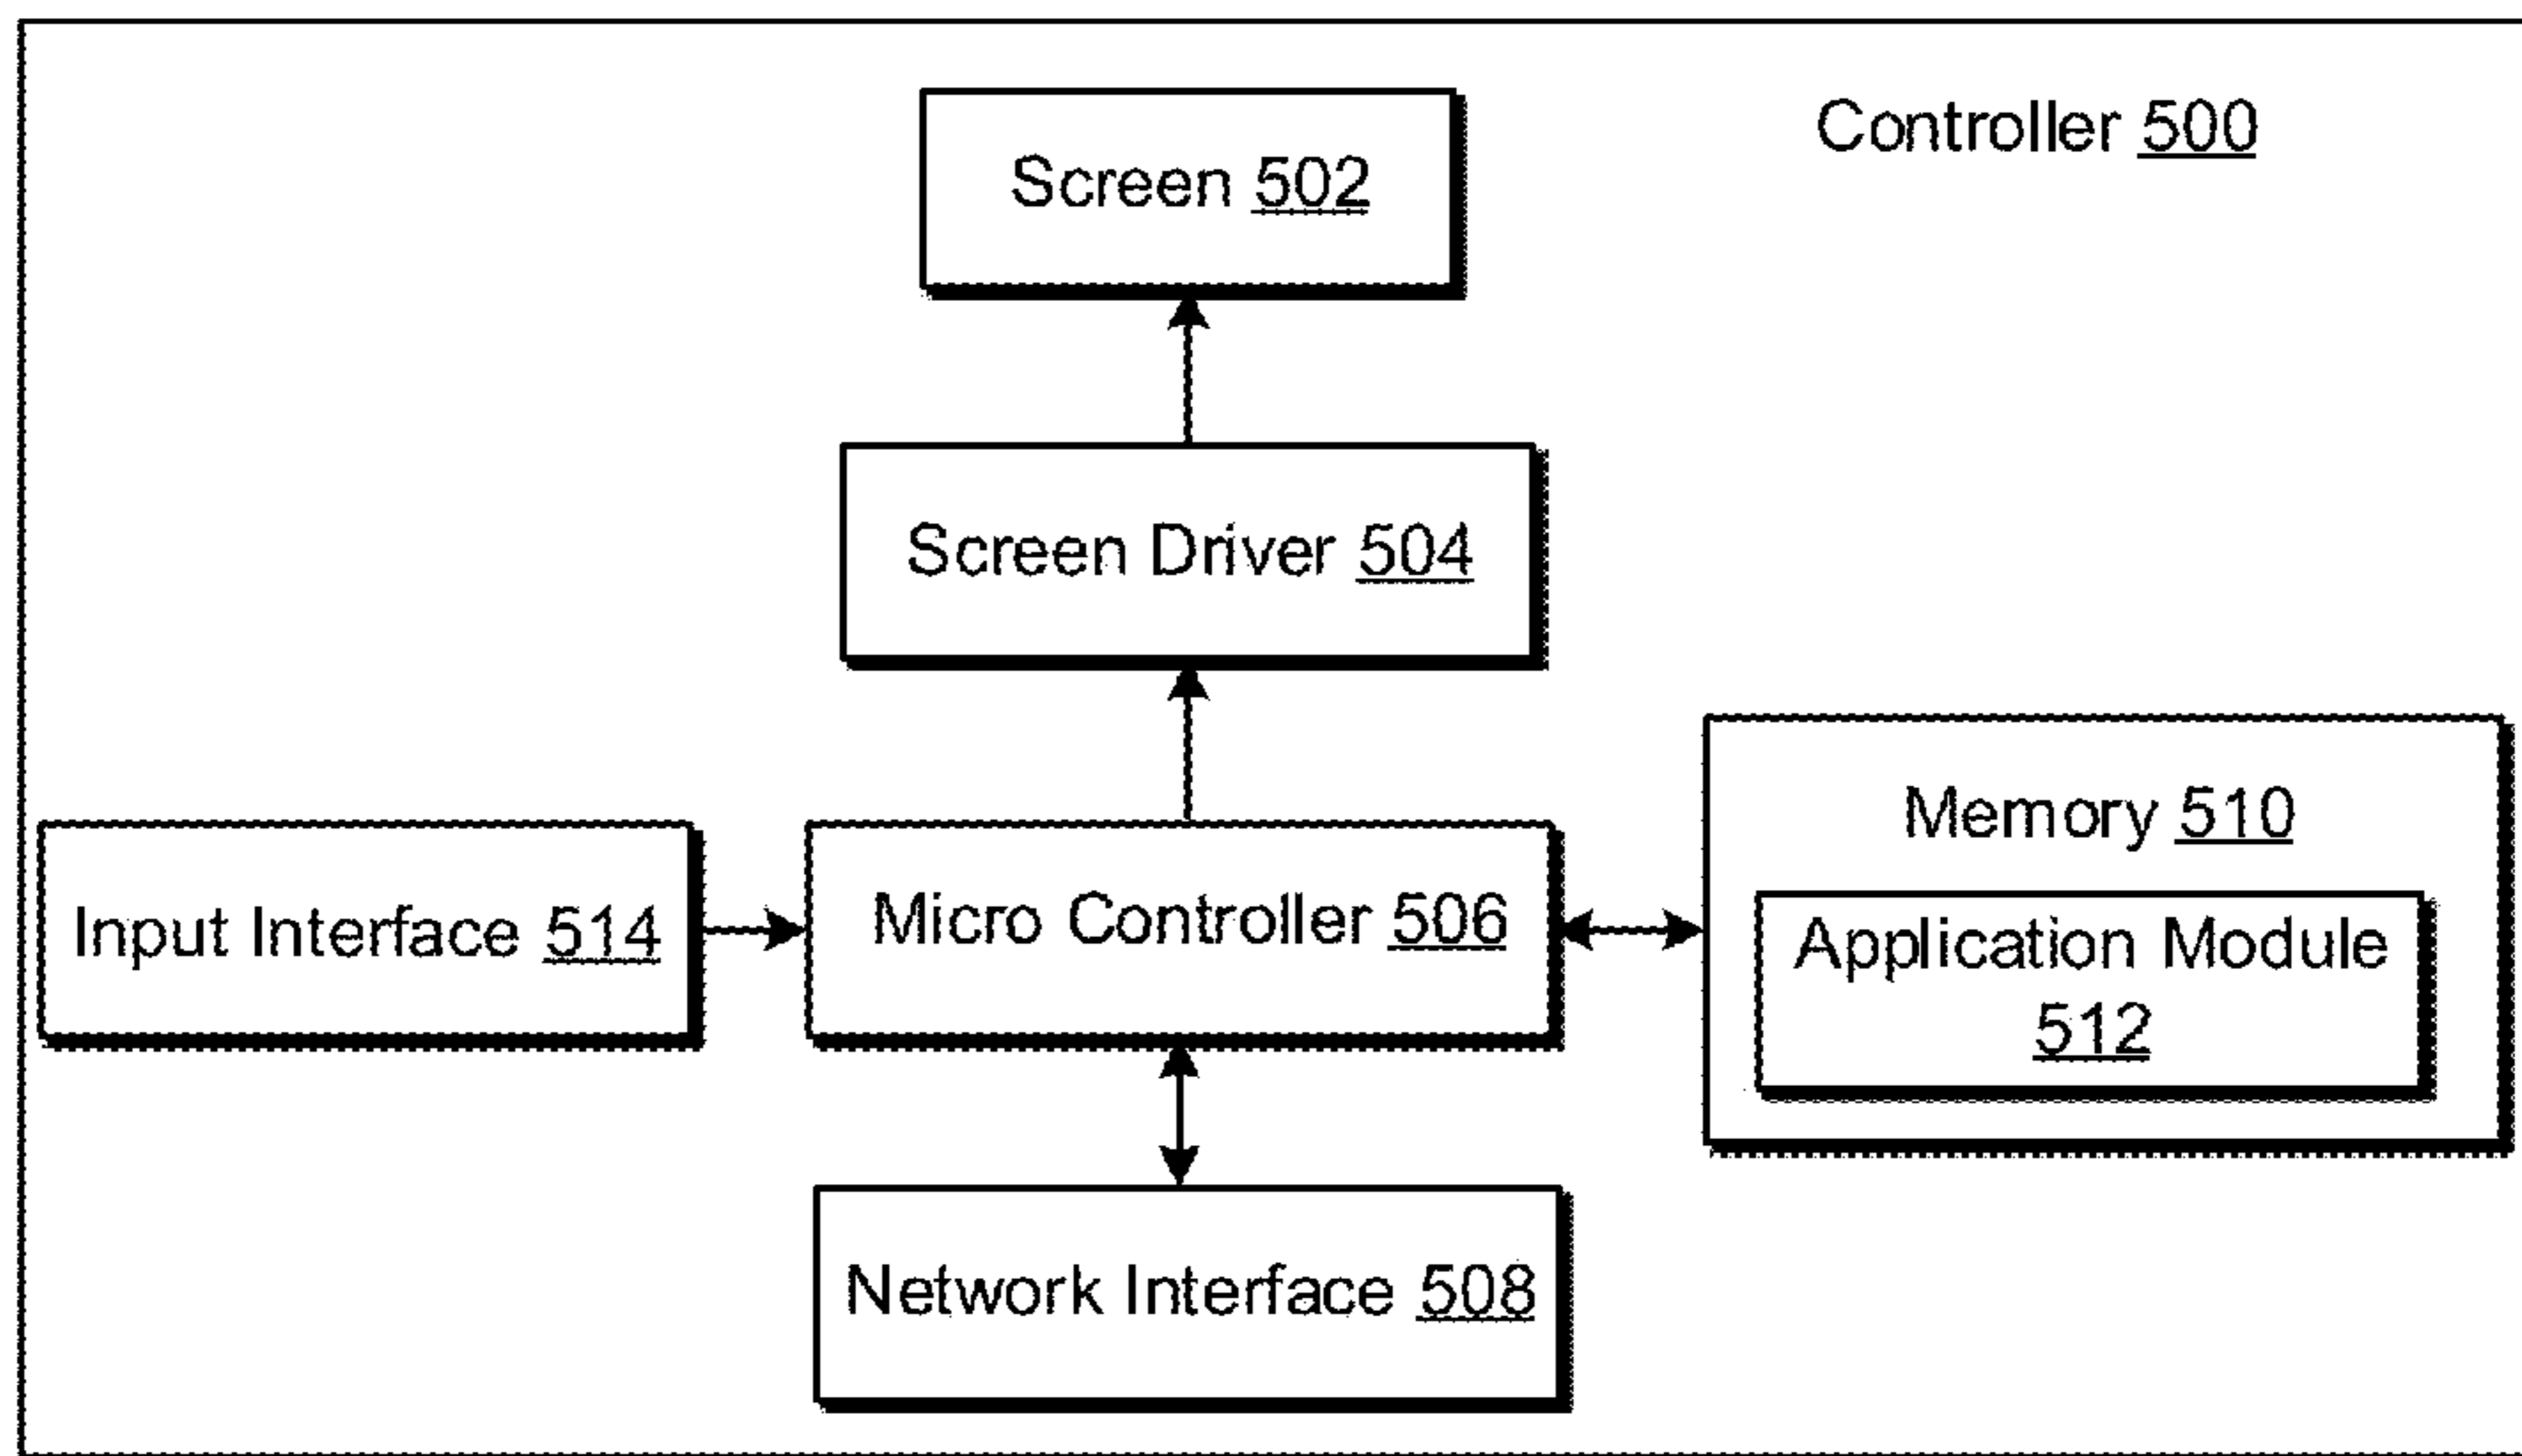 Controller 500
Screen 502
Screen Driver 504
Memory 510
Input Interface 514
Micro Controller 506
Application Module
512
Network Interface 508